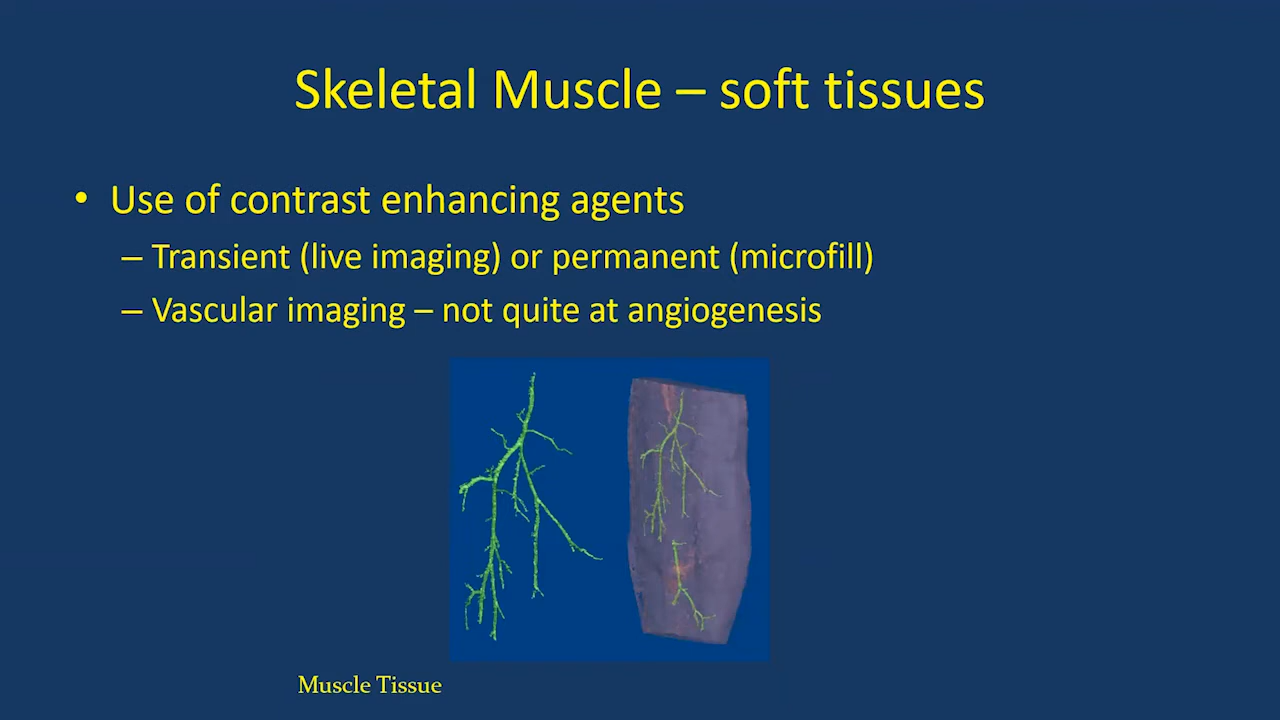 Skeletal Muscle – soft tissues
• Use of contrast enhancing agents
– Transient (live imaging) or permanent (microfill)
– Vascular imaging – not quite at angiogenesis
Muscle Tissue